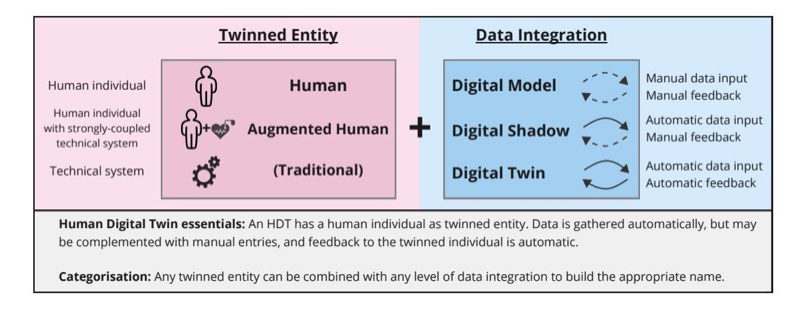 Twinned Entity
Data Integration
Human individual
Human
Digital Model
Manual data input
Manual feedback
Human individual
with strongly-coupled
technical system
+
Augmented Human
+
Digital Shadow
Automatic data input
Manual feedback
Technical system
(Traditional)
Digital Twin
Automatic data input
Automatic feedback
Human Digital Twin essentials: An HDT has a human individual as twinned entity. Data is gathered automatically, but may
be complemented with manual entries, and feedback to the twinned individual is automatic.
Categorisation: Any twinned entity can be combined with any level of data integration to build the appropriate name.